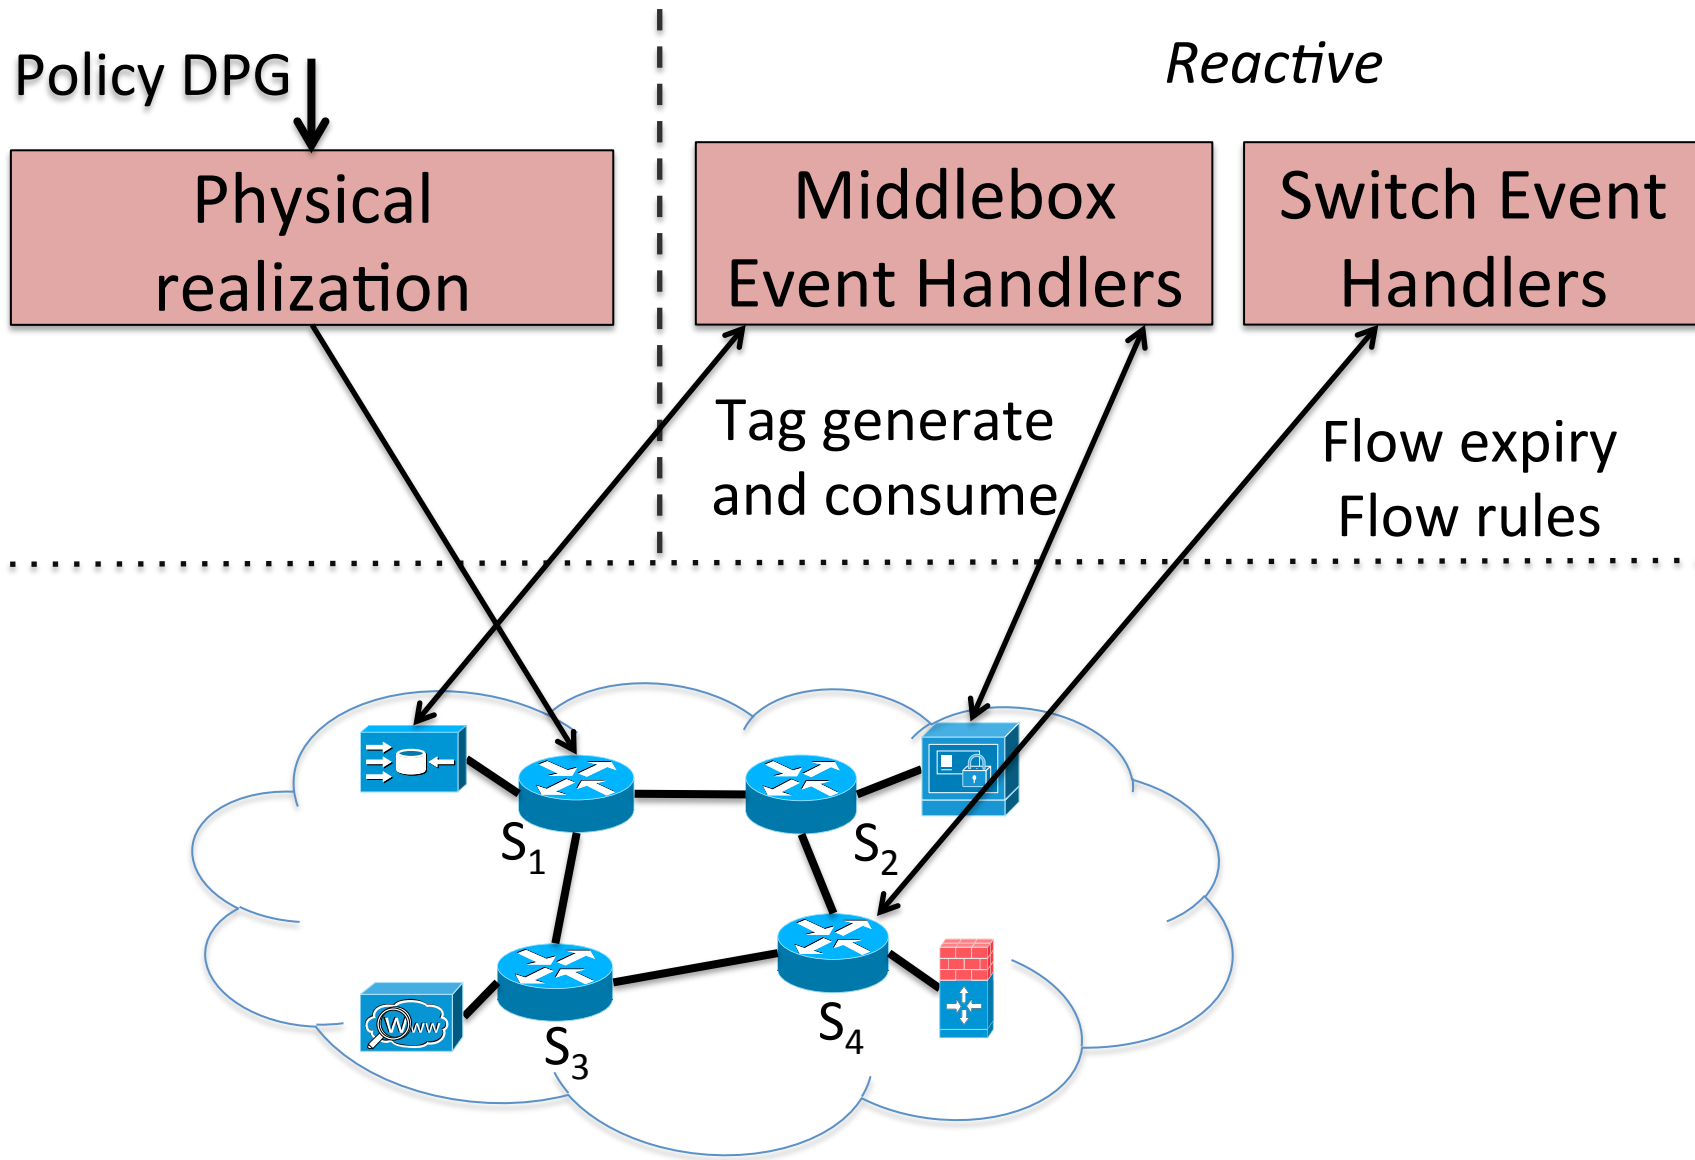 Policy DPG
Reactive
Physical
realization
Middlebox
Event Handlers
Switch Event
Handlers
Tag generate
and consume
Flow expiry
Flow rules
S1
S2
S3
S4
Www